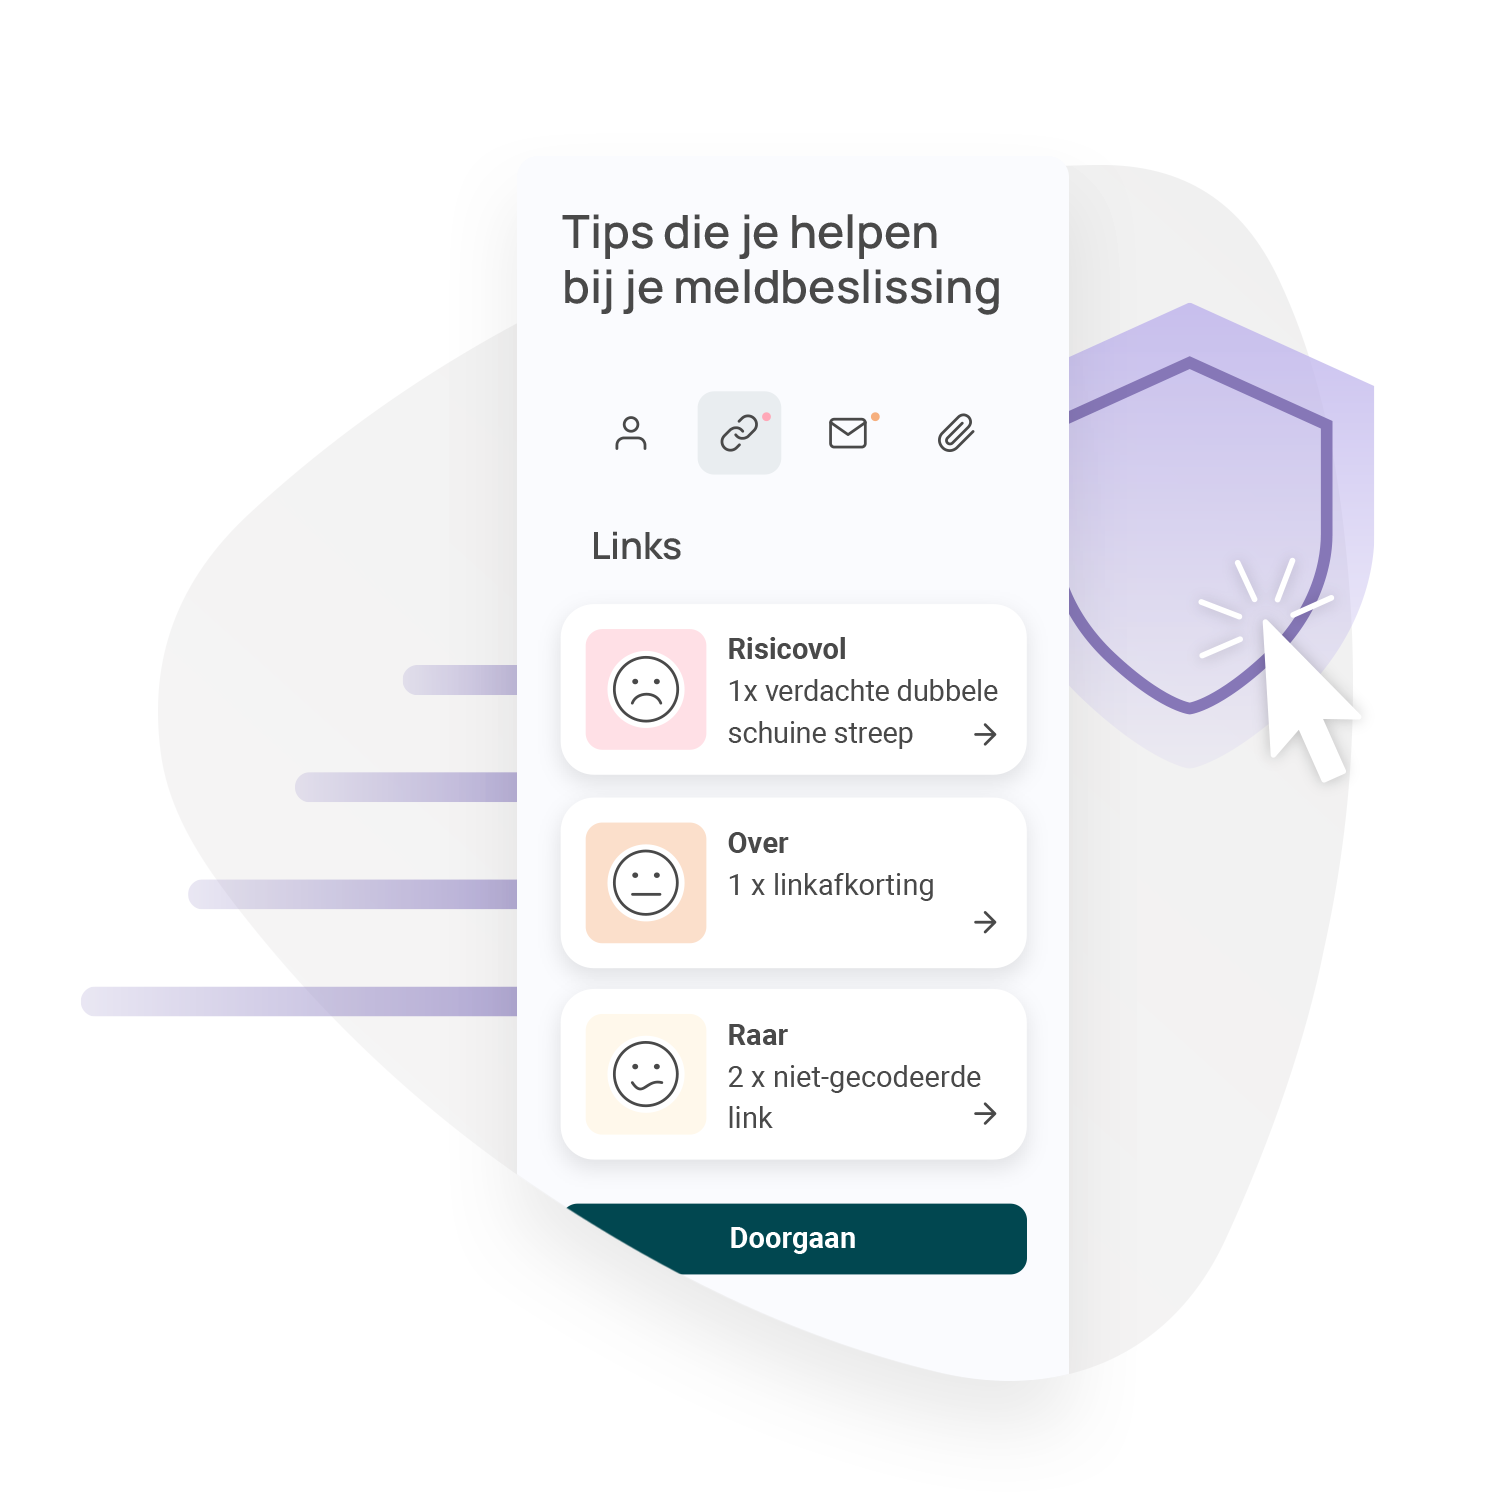 Tips die je helpen
bij je meldbeslissing
Links
Risicovol
1x verdachte dubbele
schuine streep
Over
1 x linkafkorting
Raar
2 x niet-gecodeerde
link
Doorgaan